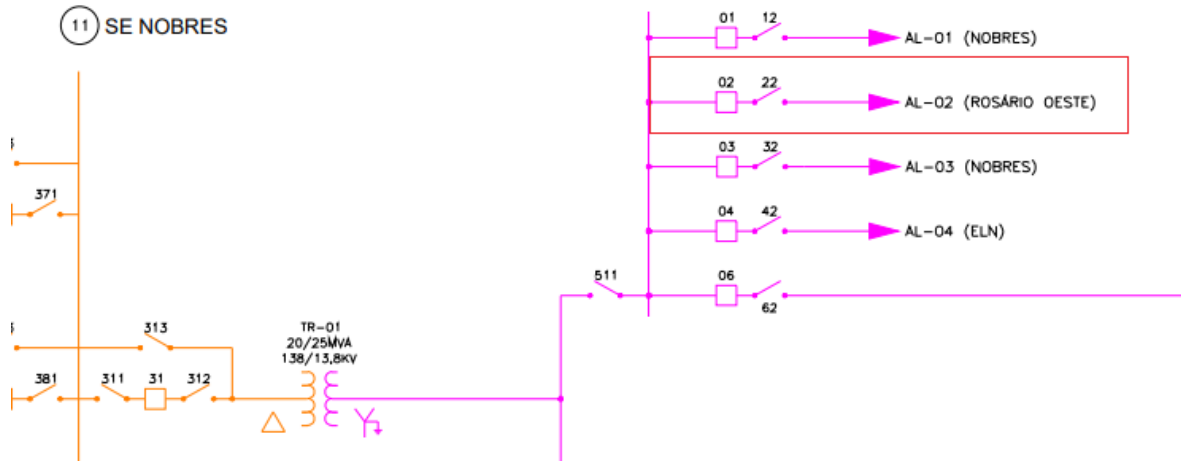 11 SE NOBRES
01 12
AL-01 (NOBRES)
02 22
AL-02 (ROSÁRIO OESTE)
03 32
AL-03 (NOBRES)
371
04 42
AL-04 (ELN)
511
06
62
313
TR-01
20/25MVA
138/13,8KV
381 311 31 312